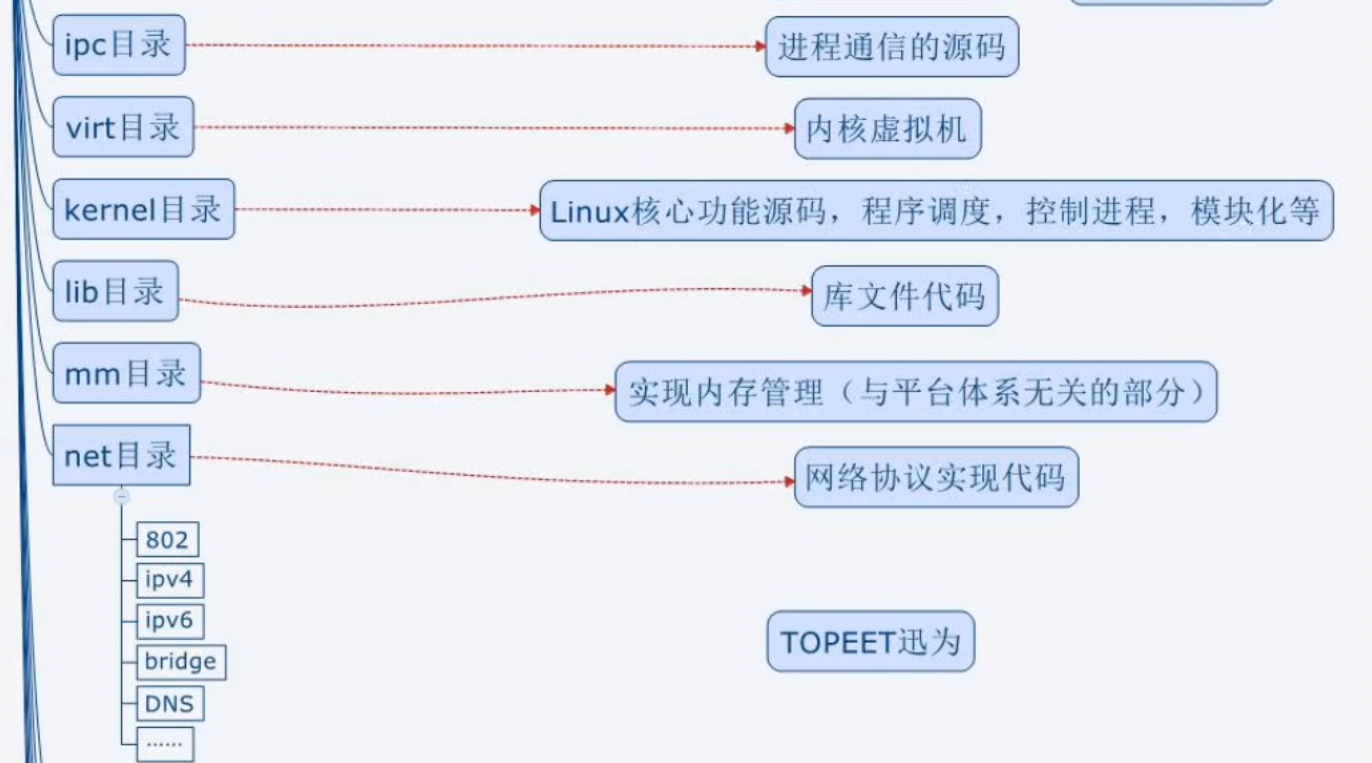 ipc目录
进程通信的源码
virt目录
内核虚拟机
kernel目录
Linux核心功能源码，程序调度，控制进程，模块化等
lib目录
库文件代码
mm目录
实现内存管理（与平台体系无关的部分）
net目录
网络协议实现代码
802
ipv4
ipv6
bridge
DNS
……
TOPEET迅为